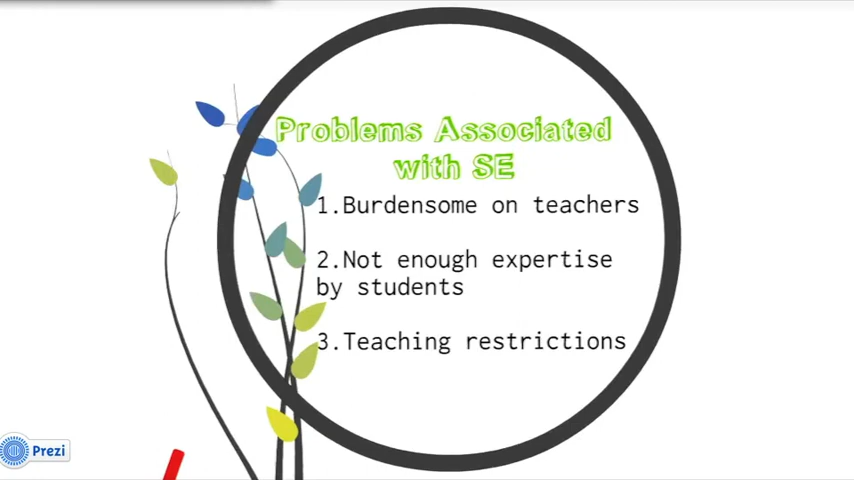 Problems Associated
with SE
1.Burdensome on teachers
2.Not enough expertise
by students
3.Teaching restrictions
Prezi